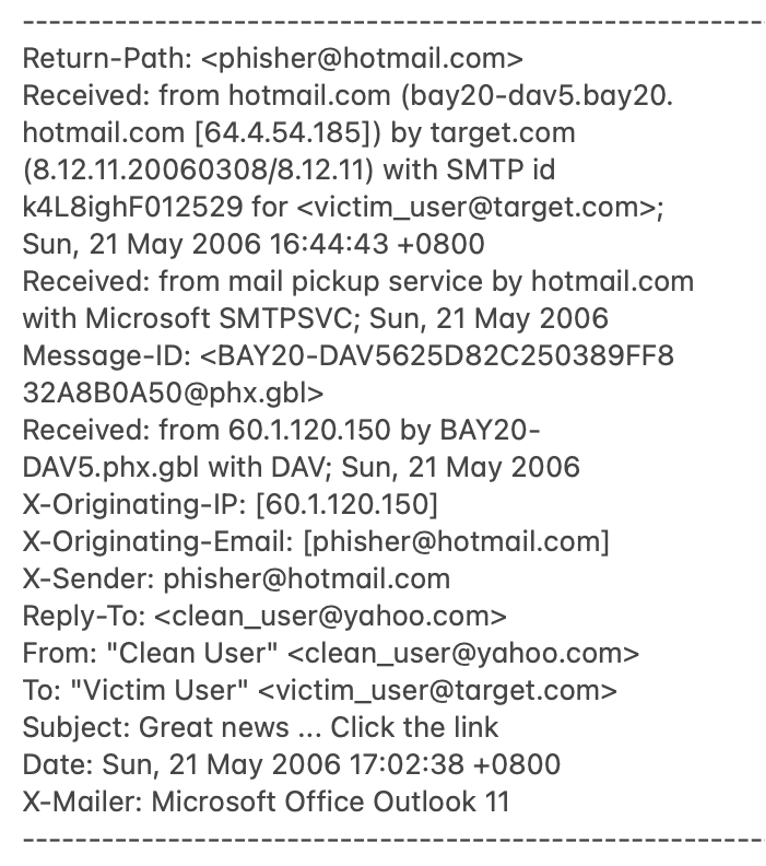 Return-Path: <phisher@hotmail.com>
Received: from hotmail.com (bay20-dav5.bay20.
hotmail.com [64.4.54.185]) by target.com
(8.12.11.20060308/8.12.11) with SMTP id
k4L8ighF012529 for <victim_user@target.com>;
Sun, 21 May 2006 16:44:43 +0800
Received: from mail pickup service by hotmail.com
with Microsoft SMTPSVC; Sun, 21 May 2006
Message-ID: <BAY20-DAV5625D82C250389FF8
32A8B0A50@phx.gbl>
Received: from 60.1.120.150 by BAY20-
DAV5.phx.gbl with DAV; Sun, 21 May 2006
X-Originating-IP: [60.1.120.150]
X-Originating-Email: [phisher@hotmail.com]
X-Sender: phisher@hotmail.com
Reply-To: <clean_user@yahoo.com>
From: "Clean User" <clean_user@yahoo.com>
To: "Victim User" <victim_user@target.com>
Subject: Great news ... Click the link
Date: Sun, 21 May 2006 17:02:38 +0800
X-Mailer: Microsoft Office Outlook 11